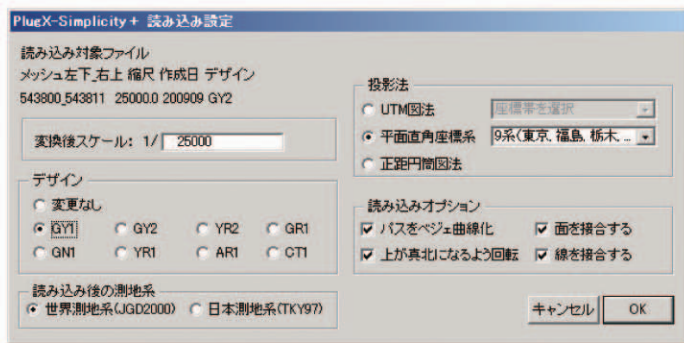 PlugX-Simplicity+ 読み込み設定
読み込み対象ファイル
メッシュ左下_右上 縮尺 作成日 デザイン
543800_543811 25000.0 200909 GY2
変換後スケール: 1/ 25000
デザイン
変更なし
GY1 GY2 YR2 GR1
GN1 YR1 AR1 CT1
読み込み後の測地系
世界測地系(JGD2000) 日本測地系(TKY97)
投影法
UTM図法 座標帯を選択
平面直角座標系 9系(東京, 福島, 栃木, ...
正距円筒図法
読み込みオプション
パスをベジェ曲線化 面を接合する
上が真北になるよう回転 線を接合する
キャンセル OK